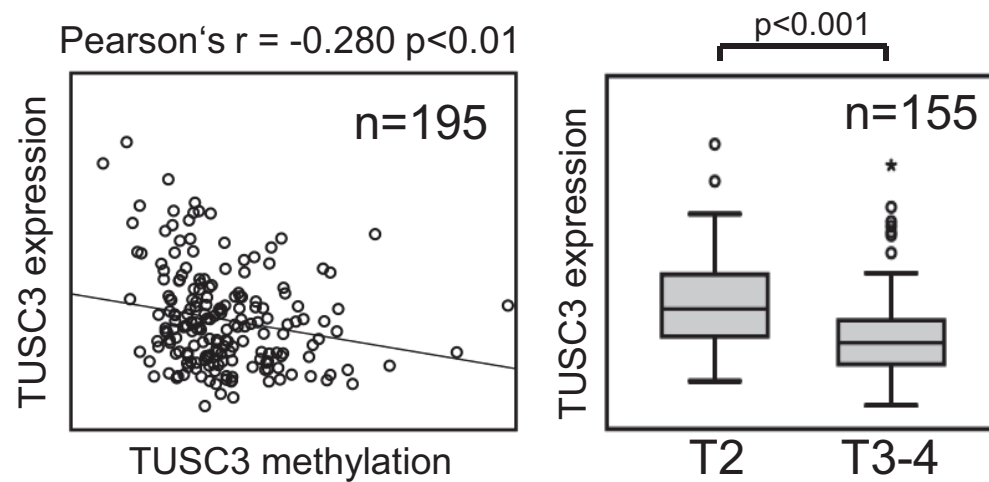 Pearson‘s r = -0.280 p<0.01
n=195
TUSC3 expression
TUSC3 methylation
p<0.001
n=155
TUSC3 expression
T2
T3-4